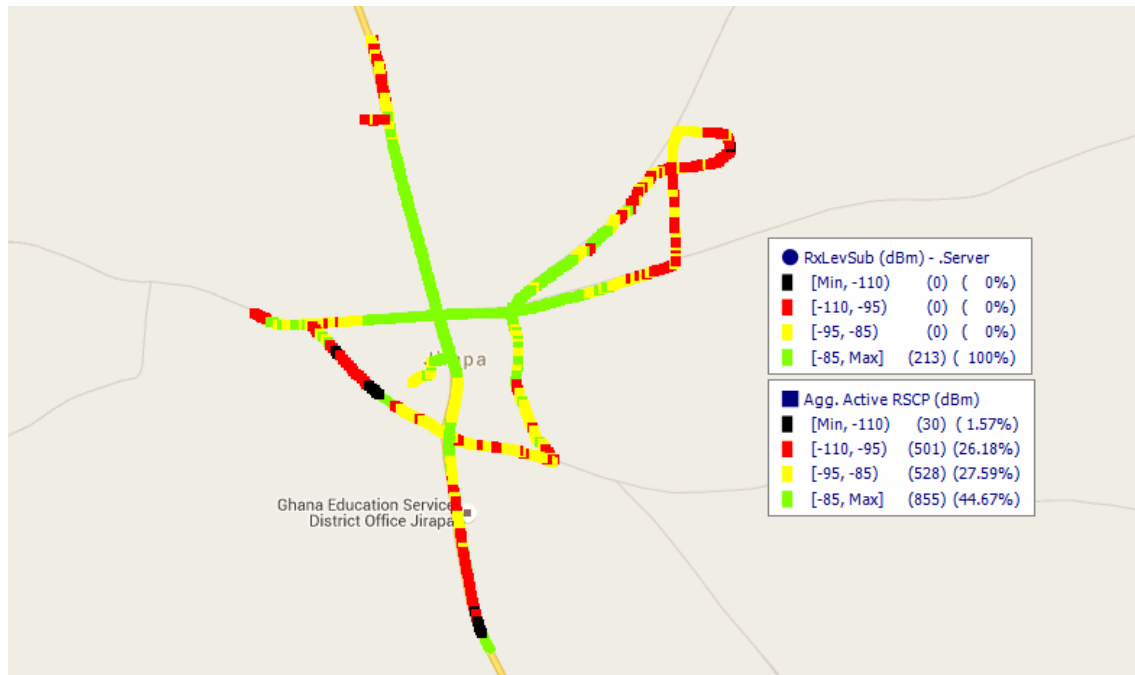 RxLevSub (dBm) - .Server
[Min, -110) (0) ( 0%)
[-110, -95) (0) ( 0%)
[-95, -85) (0) ( 0%)
[-85, Max] (213) ( 100%)
Jirapa
Agg. Active RSCP (dBm)
[Min, -110) (30) ( 1.57%)
[-110, -95) (501) (26.18%)
[-95, -85) (528) (27.59%)
[-85, Max] (855) (44.67%)
Ghana Education Service
District Office Jirapa